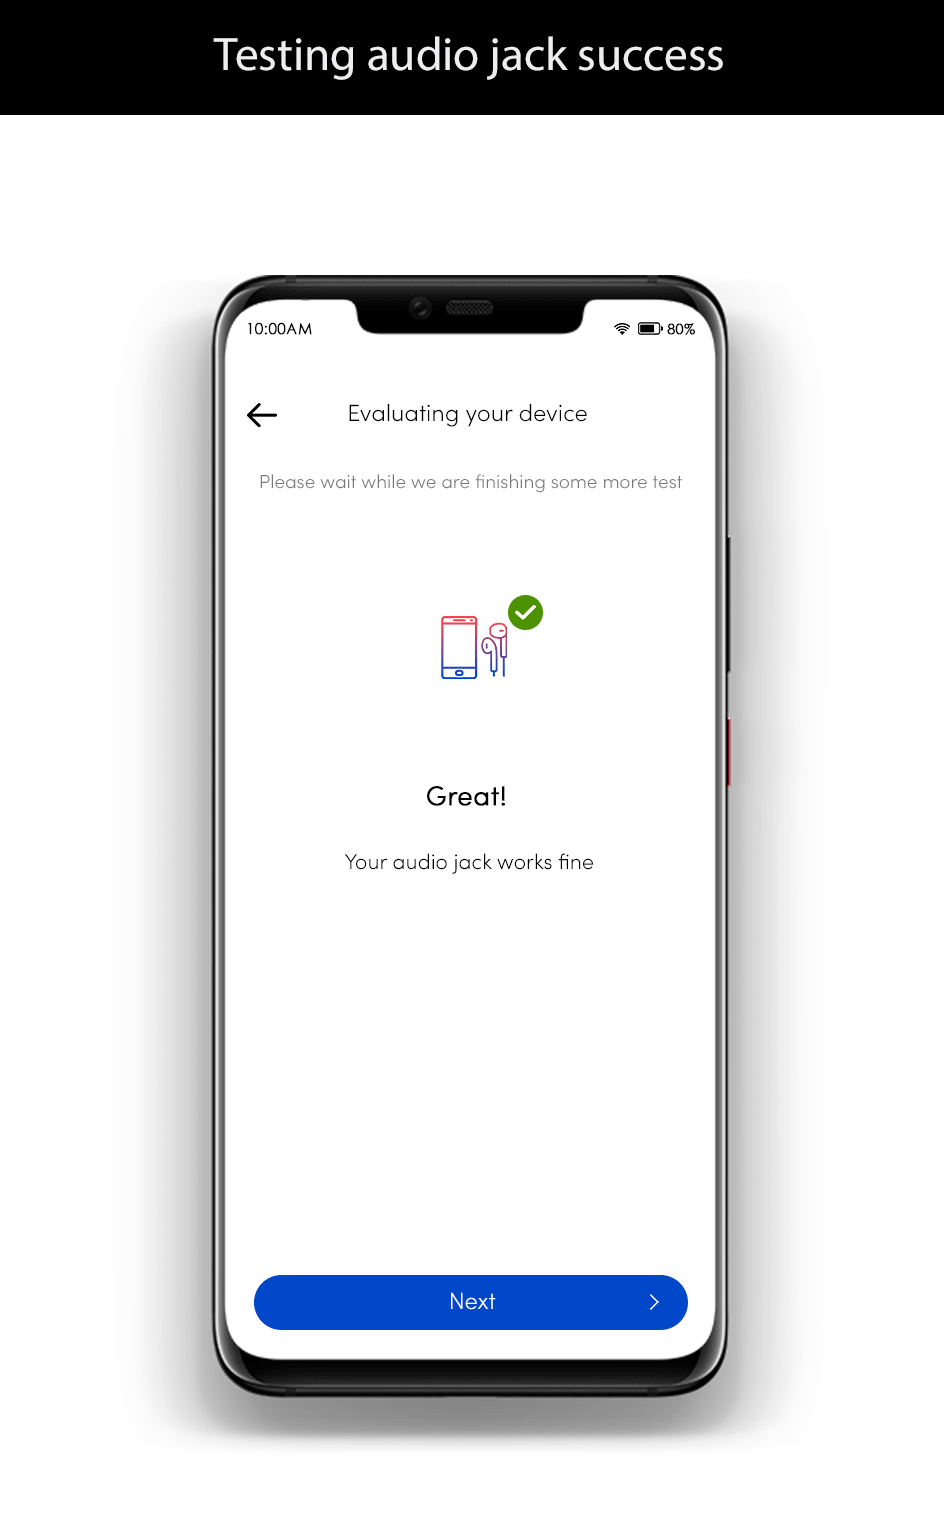 Testing audio jack success
10:00AM
80%
Evaluating your device
Please wait while we are finishing some more test
Great!
Your audio jack works fine
Next